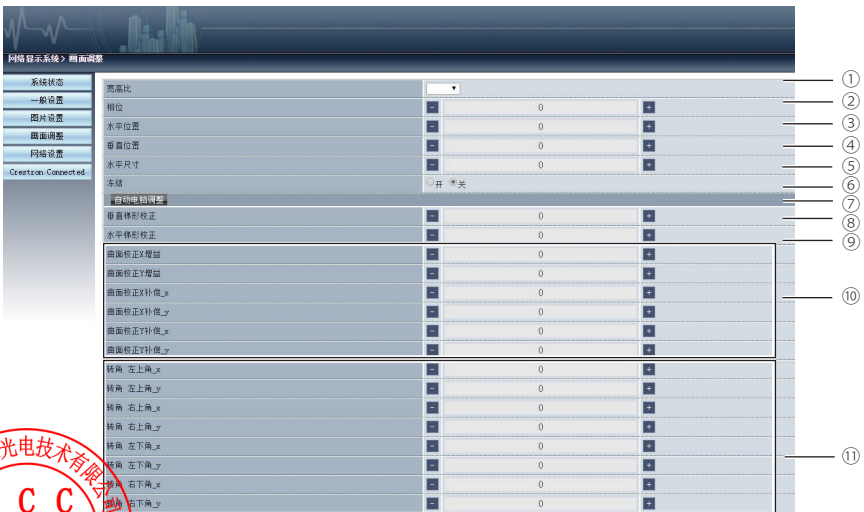 网络显示系统> 画面调整
系统状态
一般设置
图片设置
画面调整
网络设置
Crestron Connected
宽高比 ①
相位 - 0 + ②
水平位置 - 0 + ③
垂直位置 - 0 + ④
水平尺寸 - 0 + ⑤
冻结 开 关 ⑥
自动电脑调整 ⑦
垂直梯形校正 - 0 + ⑧
水平梯形校正 - 0 + ⑨
曲面校正X增益 - 0 +
曲面校正Y增益 - 0 +
曲面校正X补偿_x - 0 + ⑩
曲面校正X补偿_y - 0 +
曲面校正Y补偿_x - 0 +
曲面校正Y补偿_y - 0 +
转角 左上角_x - 0 +
转角 左上角_y - 0 +
转角 右上角_x - 0 +
转角 右上角_y - 0 +
转角 左下角_x - 0 + ⑪
转角 左下角_y - 0 +
转角 右下角_x - 0 +
转角 右下角_y - 0 +
光电技术有限公司
C C